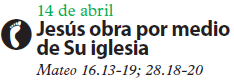 14 de abril
Jesús obra por medio
de Su iglesia
Mateo 16.13-19; 28.18-20